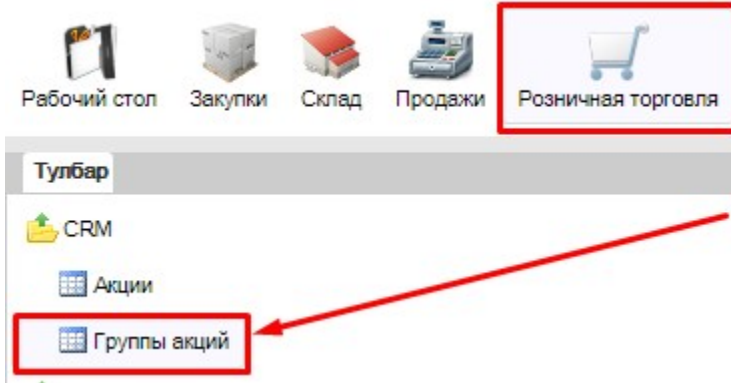 Рабочий стол Закупки Склад Продажи Розничная торговля
Тулбар
CRM
Акции
Группы акций